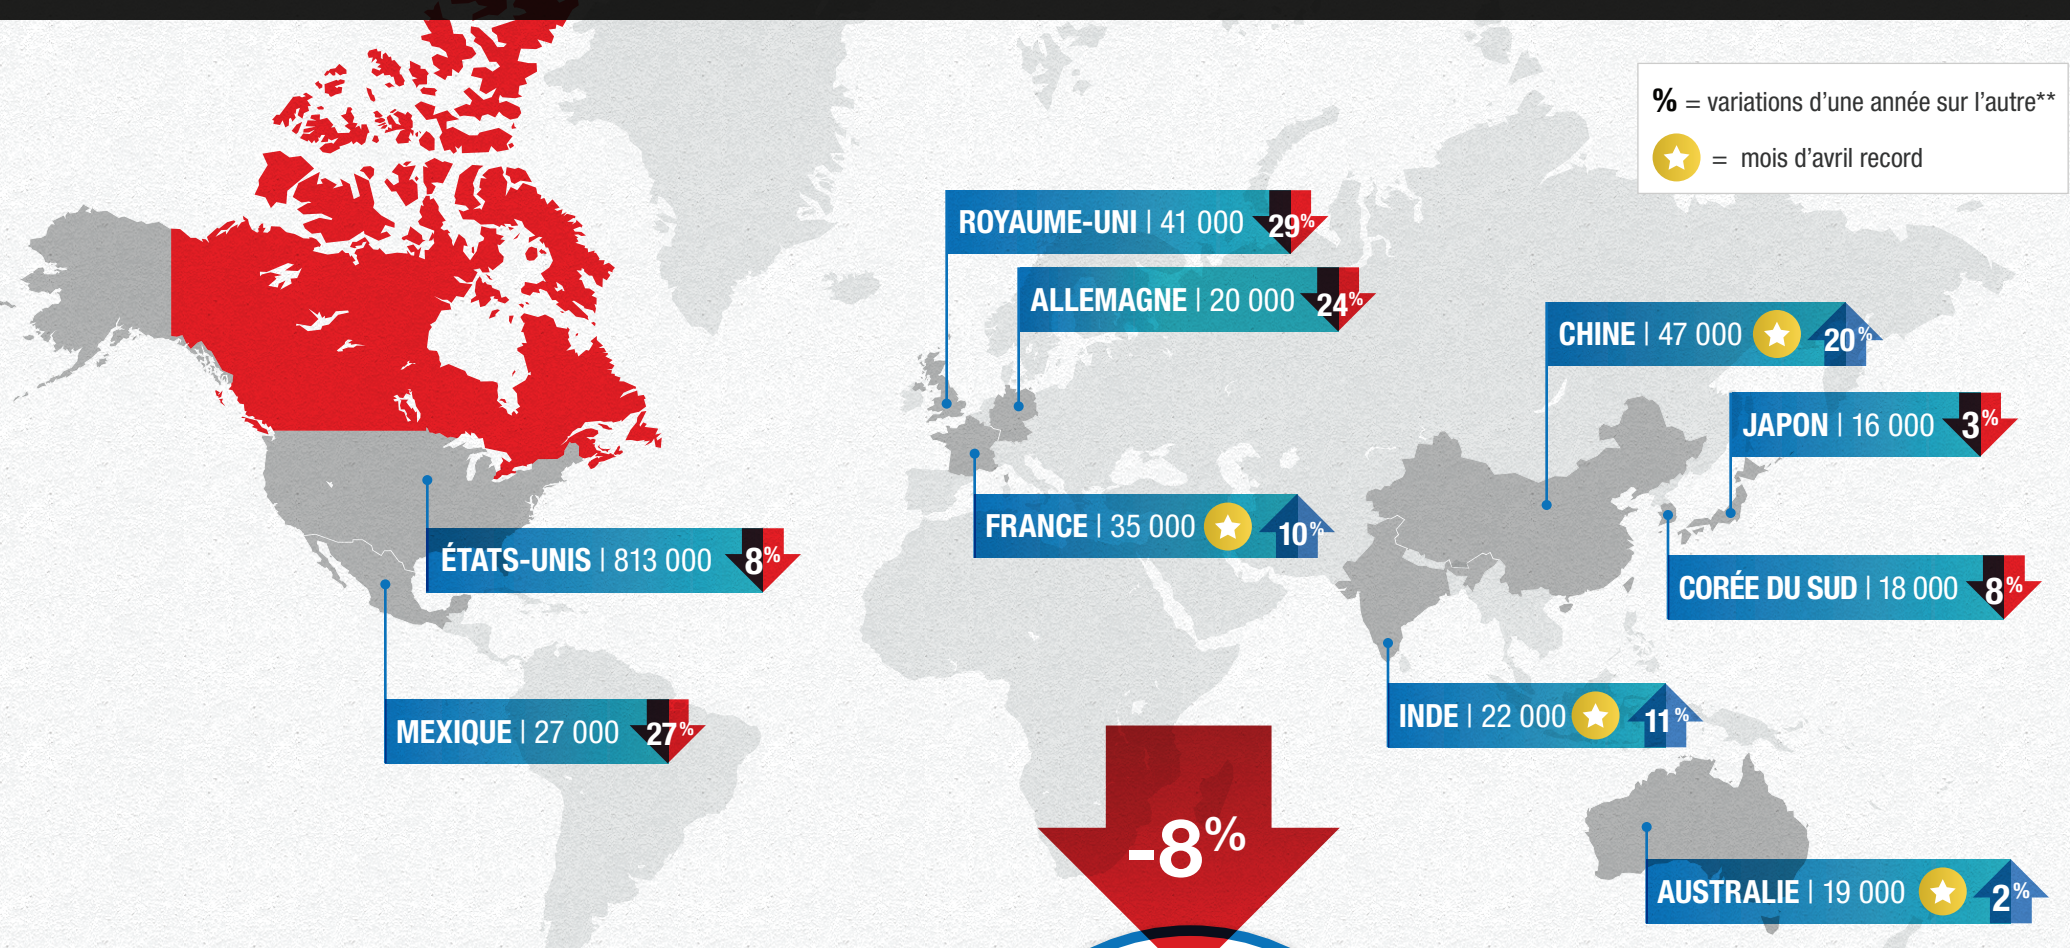 % = variations d’une année sur l’autre**
= mois d’avril record
ROYAUME-UNI | 41 000 29%
ALLEMAGNE | 20 000 24%
CHINE | 47 000 20%
JAPON | 16 000 3%
FRANCE | 35 000 10%
ÉTATS-UNIS | 813 000 8%
CORÉE DU SUD | 18 000 8%
MEXIQUE | 27 000 27%
INDE | 22 000 11%
-8%
AUSTRALIE | 19 000 2%